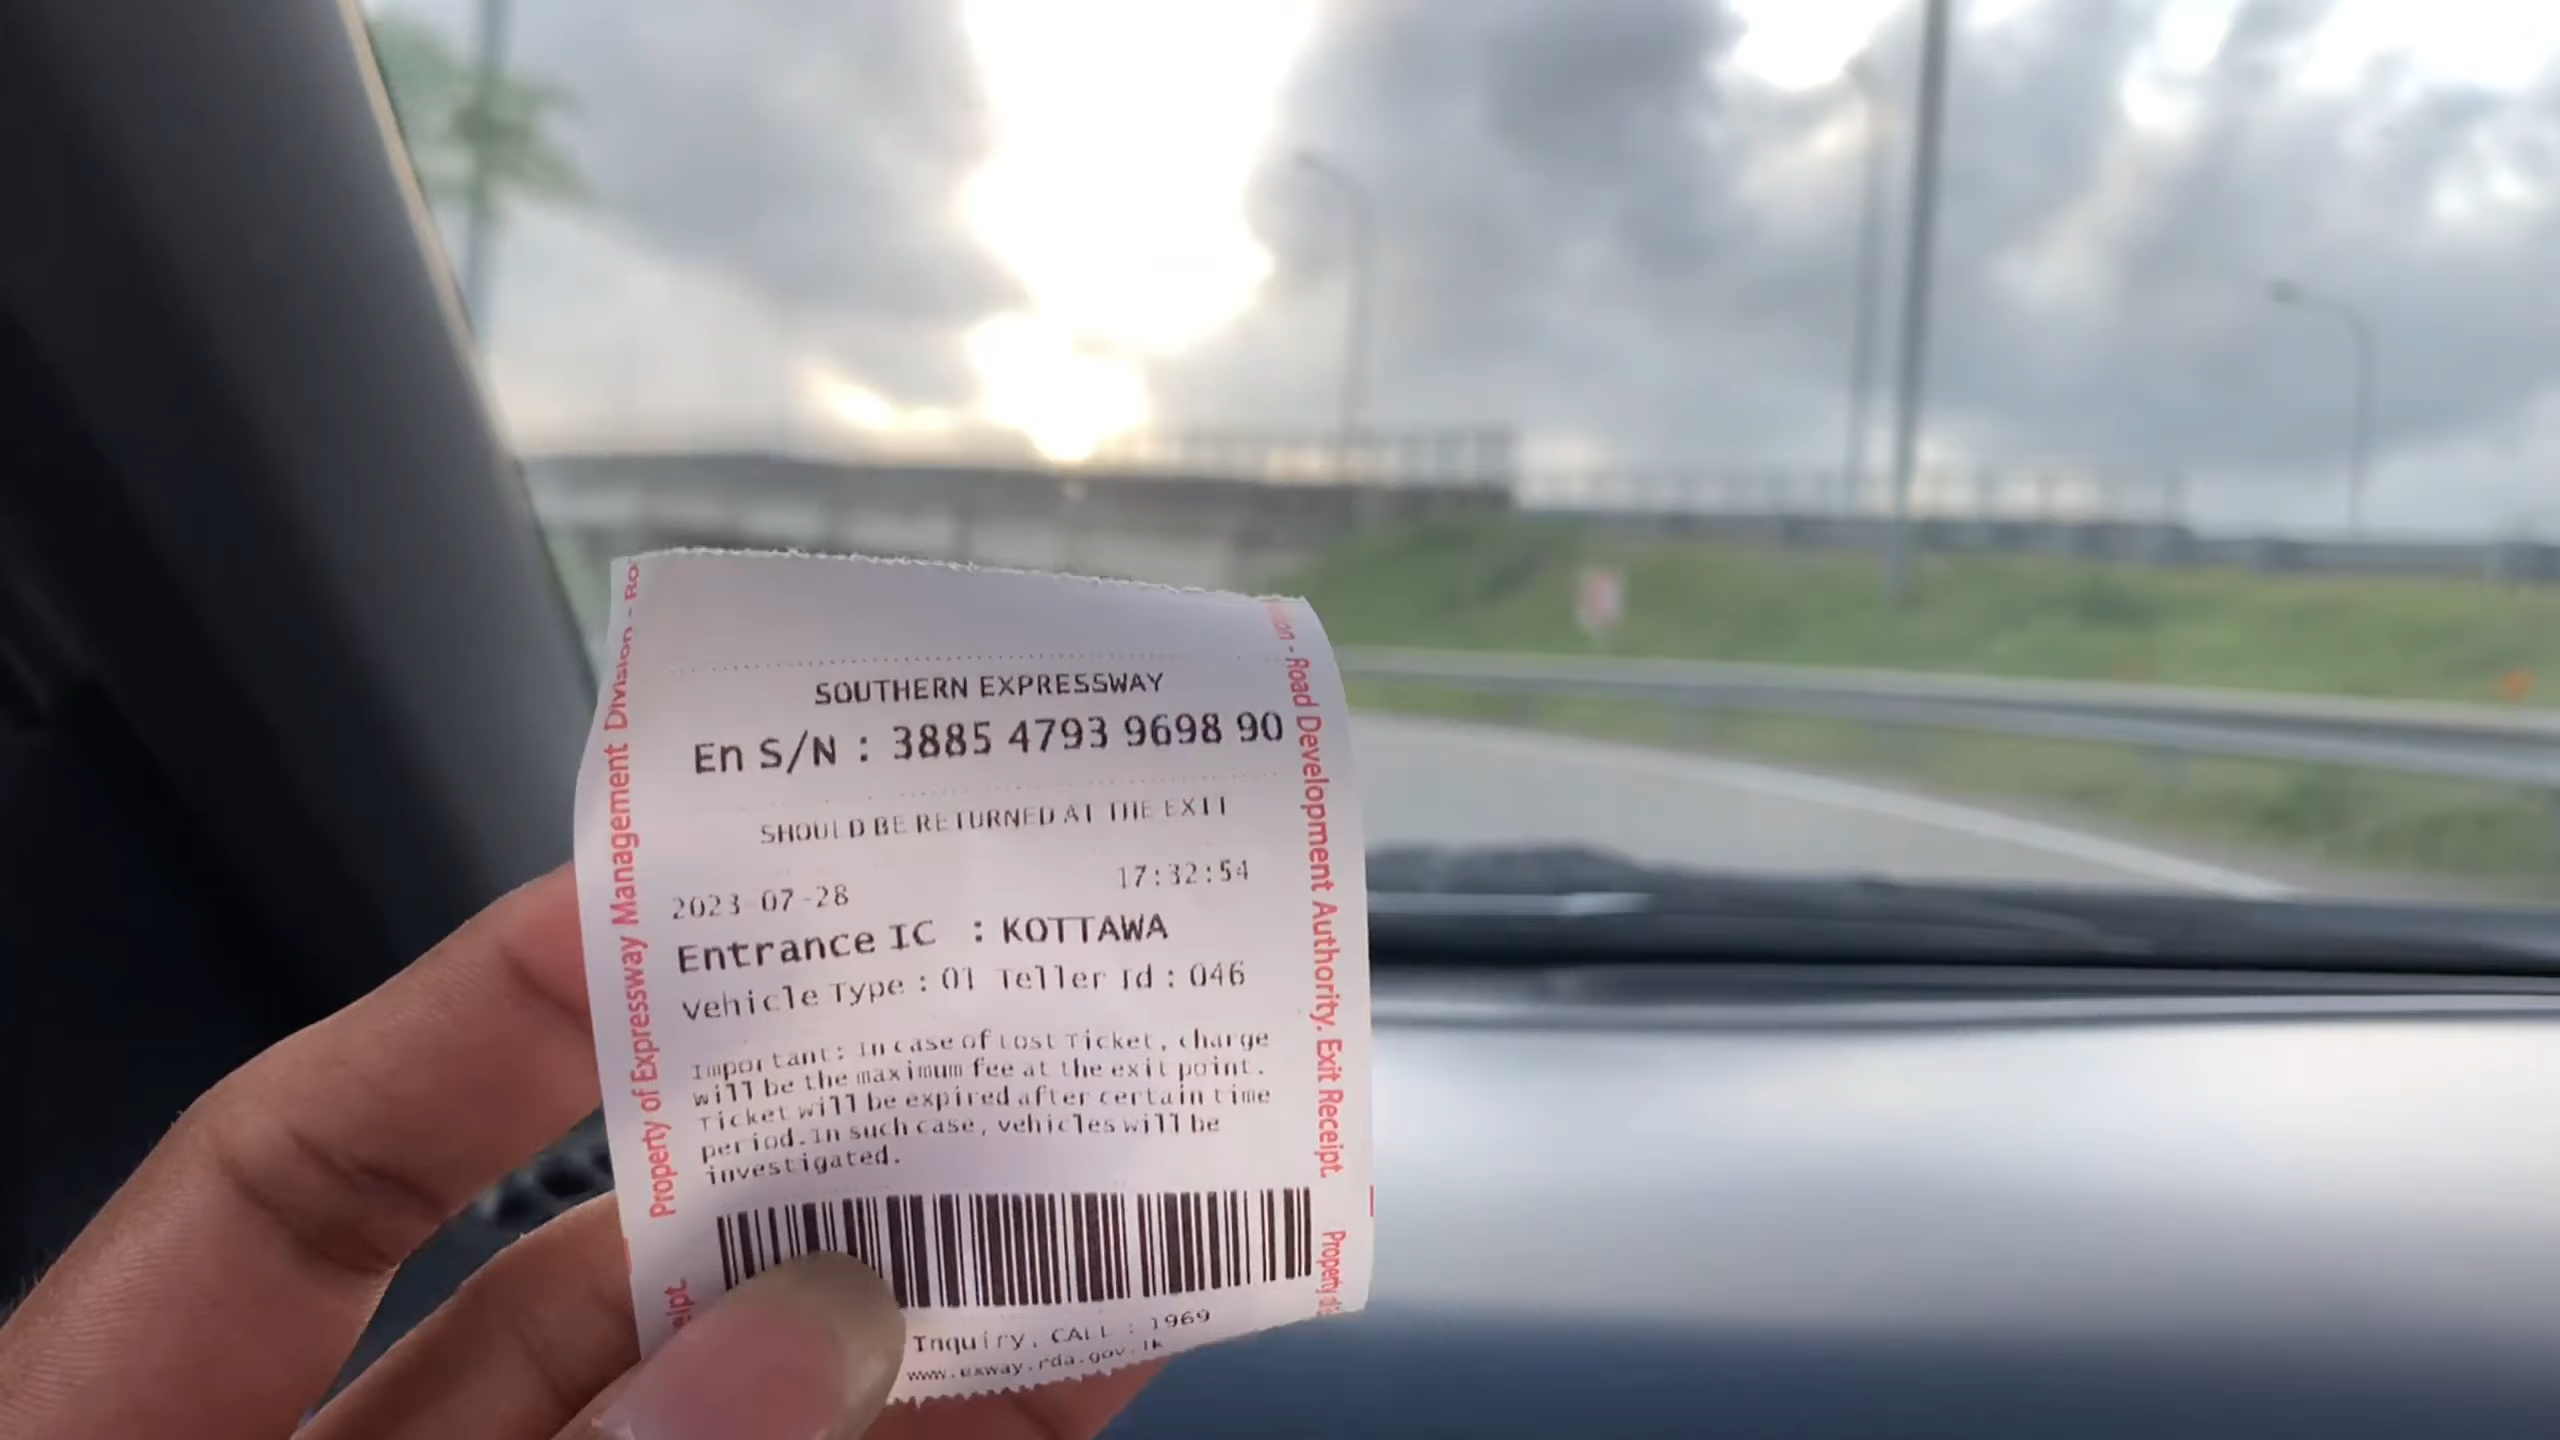 SOUTHERN EXPRESSWAY
En S/N : 3885 4793 9698 90
SHOULD BE RETURNED AT THE EXIT
2023-07-28 17:32:54
Entrance IC : KOTTAWA
Vehicle Type : 01 Teller Id : 046
Important: In case of Lost Ticket, charge
will be the maximum fee at the exit point.
Ticket will be expired after certain time
period.In such case, vehicles will be
investigated.
Inquiry, CALL : 1969
www.exway.rda.gov.lk
Property of Expressway Management Division - Ro
ion - Road Development Authority. Exit Receipt.
eipt.
Property